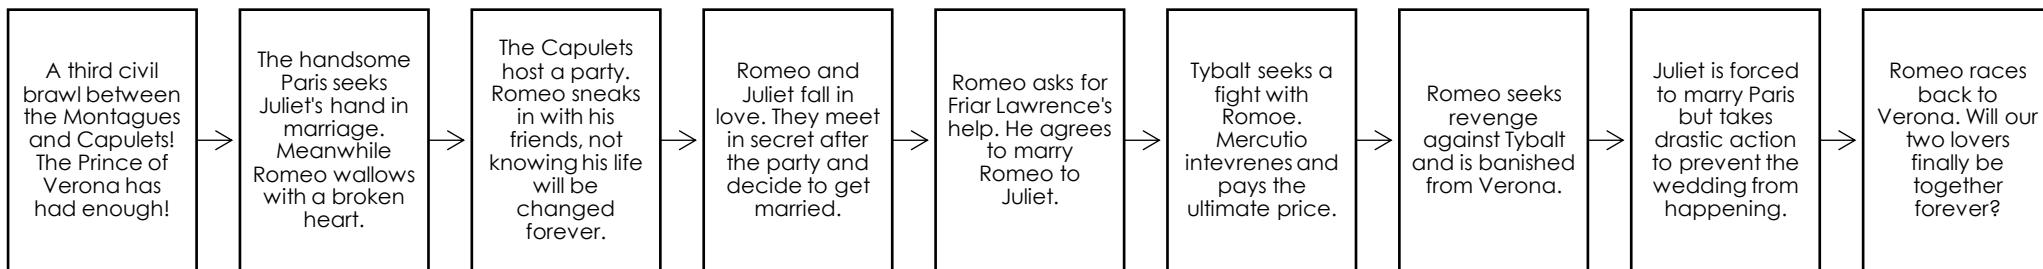 A third civil
brawl between
the Montagues
and Capulets!
The Prince of
Verona has
had enough!
The handsome
Paris seeks
Juliet's hand in
marriage.
Meanwhile
Romeo wallows
with a broken
heart.
The Capulets
host a party.
Romeo sneaks
in with his
friends, not
knowing his life
will be
changed
forever.
Romeo and
Juliet fall in
love. They meet
in secret after
the party and
decide to get
married.
Romeo asks for
Friar Lawrence's
help. He agrees
to marry
Romeo to
Juliet.
Tybalt seeks a
fight with
Romoe.
Mercutio
intevrenes and
pays the
ultimate price.
Romeo seeks
revenge
against Tybalt
and is banished
from Verona.
Juliet is forced
to marry Paris
but takes
drastic action
to prevent the
wedding from
happening.
Romeo races
back to
Verona. Will our
two lovers
finally be
together
forever?